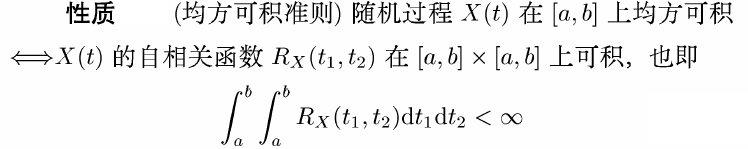 性质 (均方可积准则) 随机过程 X(t) 在 [a, b] 上均方可积
⟺X(t) 的自相关函数 R_X(t_1, t_2) 在 [a, b] × [a, b] 上可积, 也即
∫_a^b ∫_a^b R_X(t_1, t_2)dt_1dt_2 < ∞